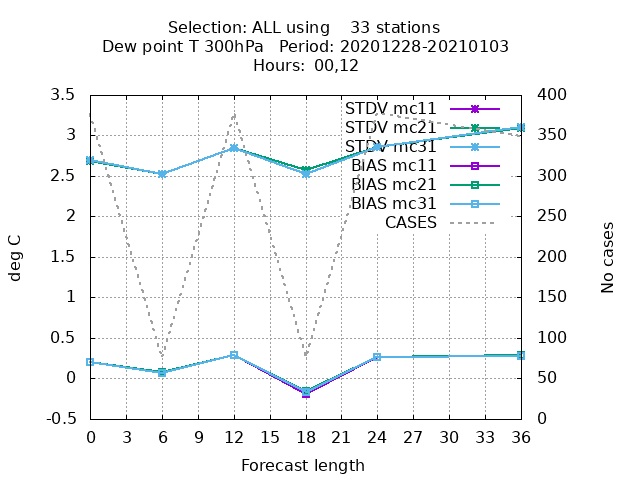 Selection: ALL using    33 stations
Dew point T 300hPa   Period: 20201228-20210103
Hours:  00,12
3.5
3
2.5
2
1.5
1
0.5
0
-0.5
deg C
400
350
300
250
200
150
100
50
0
No cases
STDV mc11
STDV mc21
STDV mc31
BIAS mc11
BIAS mc21
BIAS mc31
CASES
0 3 6 9 12 15 18 21 24 27 30 33 36
Forecast length